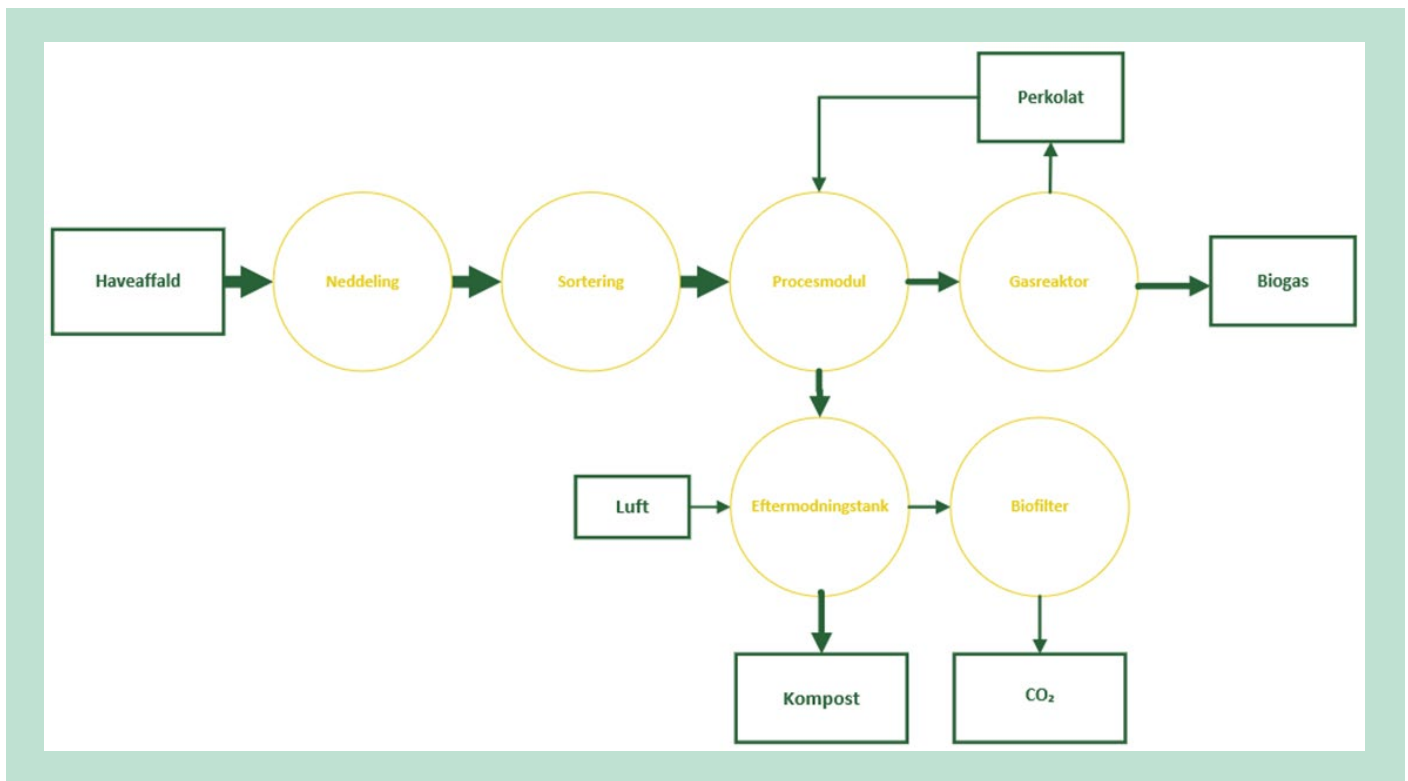 Perkolat
Haveaffald
Neddeling
Sortering
Procesmodul
Gasreaktor
Biogas
Luft
Eftermodningstank
Biofilter
Kompost
CO₂